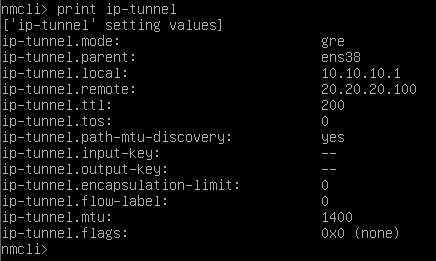 nmcli> print ip-tunnel
['ip-tunnel' setting values]
ip-tunnel.mode: gre
ip-tunnel.parent: ens38
ip-tunnel.local: 10.10.10.1
ip-tunnel.remote: 20.20.20.100
ip-tunnel.ttl: 200
ip-tunnel.tos: 0
ip-tunnel.path-mtu-discovery: yes
ip-tunnel.input-key: --
ip-tunnel.output-key: --
ip-tunnel.encapsulation-limit: 0
ip-tunnel.flow-label: 0
ip-tunnel.mtu: 1400
ip-tunnel.flags: 0x0 (none)
nmcli>